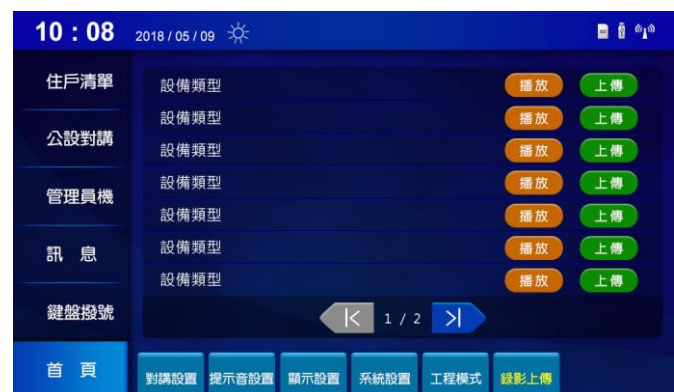 10 : 08 2018 / 05 / 09
住戶清單
公設對講
管理員機
訊 息
鍵盤撥號
首 頁
設備類型 播放 上傳
設備類型 播放 上傳
設備類型 播放 上傳
設備類型 播放 上傳
設備類型 播放 上傳
設備類型 播放 上傳
設備類型 播放 上傳
1 / 2
對講設置 提示音設置 顯示設置 系統設置 工程模式 錄影上傳